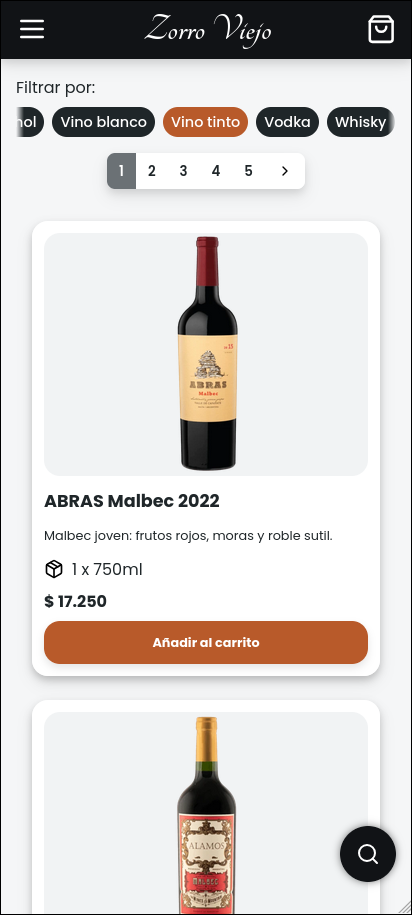 Zorro Viejo
Filtrar por:
nol Vino blanco Vino tinto Vodka Whisky
1 2 3 4 5
ABRAS
Malbec
ABRAS Malbec 2022
Malbec joven: frutos rojos, moras y roble sutil.
1 x 750ml
$ 17.250
Añadir al carrito
ALAMOS
MALBEC